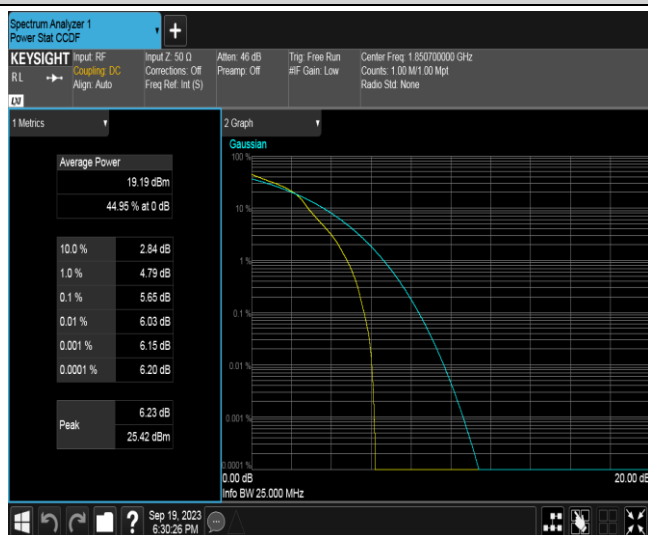 Spectrum Analyzer 1
Power Stat CCDF
KEYSIGHT
RL
LXI
Input: RF
Coupling: DC
Align: Auto
Input Z: 50 Ω
Corrections: Off
Freq Ref: Int (S)
Atten: 46 dB
Preamp: Off
Trig: Free Run
#IF Gain: Low
Center Freq: 1.850700000 GHz
Counts: 1.00 M/1.00 Mpt
Radio Std: None
1 Metrics
Average Power
19.19 dBm
44.95 % at 0 dB
10.0 % 2.84 dB
1.0 % 4.79 dB
0.1 % 5.65 dB
0.01 % 6.03 dB
0.001 % 6.15 dB
0.0001 % 6.20 dB
Peak
6.23 dB
25.42 dBm
2 Graph
Gaussian
100 %
10 %
1 %
0.1 %
0.01 %
0.001 %
0.0001 %
0.00 dB 20.00 dB
Info BW 25.000 MHz
Sep 19, 2023
6:30:26 PM